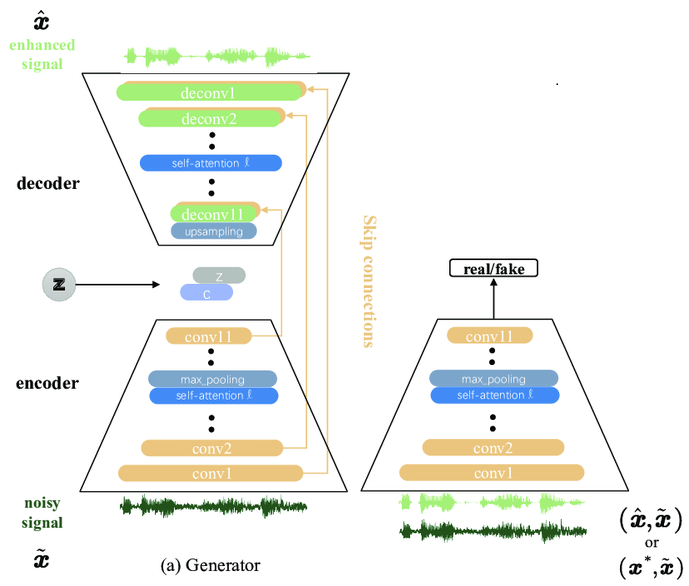 x̂
enhanced
signal
deconv1
deconv2
self-attention ℓ
decoder
deconv11
upsampling
Skip connections
z
Z
C
real/fake
conv11
max_pooling
self-attention ℓ
encoder
conv2
conv1
conv11
max_pooling
self-attention ℓ
conv2
conv1
noisy
signal
x̃
(a) Generator
(x̂, x̃)
or
(x*, x̃)